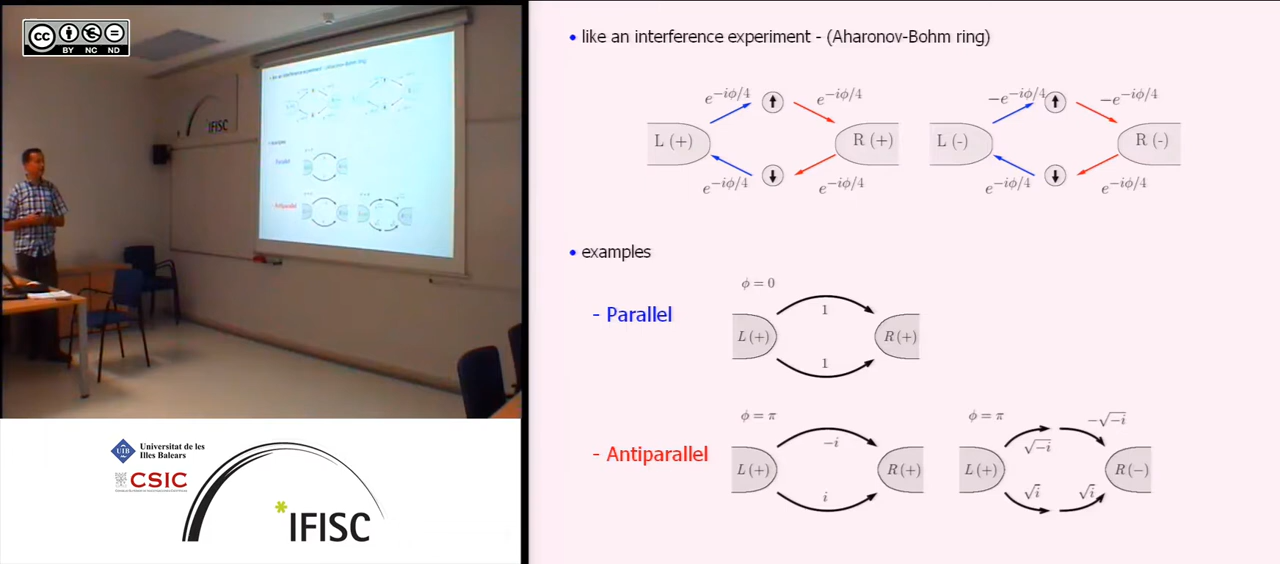 cc BY NC ND
IFISC
Universitat de les
Illes Balears
UIB
CSIC
*IFISC
• like an interference experiment - (Aharonov-Bohm ring)
e^{-iϕ/4} e^{-iϕ/4} -e^{-iϕ/4} -e^{-iϕ/4}
L (+) R (+) L (-) R (-)
e^{-iϕ/4} e^{-iϕ/4} e^{-iϕ/4} e^{-iϕ/4}
• examples
ϕ = 0
- Parallel
1
L (+) R (+)
1
ϕ = π ϕ = π
-i √-i -√-i
- Antiparallel
L (+) R (+) L (+) R (−)
i √i √i